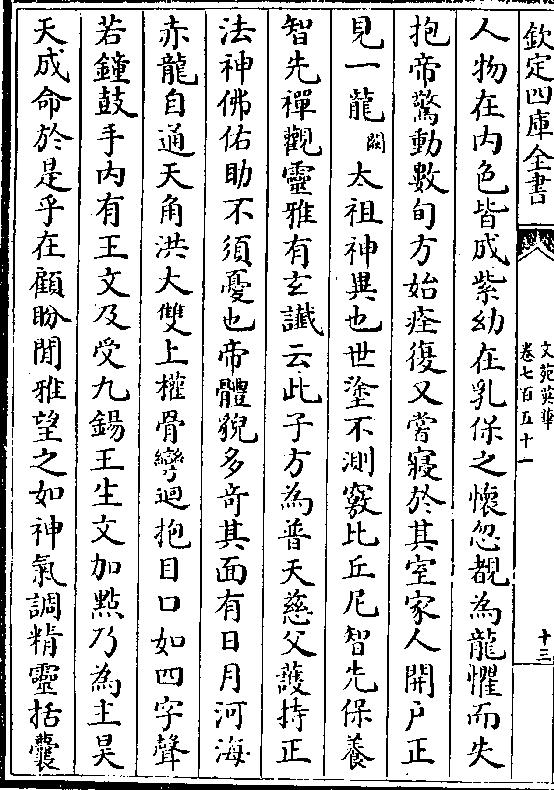 欽定四庫全書
文苑英華
卷七百五十一
十三
人物在内色皆成紫幼在乳保之懷忽覩為龍懼而失
抱帝驚動數旬方始痊復又嘗寢於其室家人開户正
見一龍闕太祖神異也世塗不測竅比丘尼智先保養
智先禪觀靈雅有玄讖云此子方為普天慈父護持正
法神佛佑助不須憂也帝體貌多竒其面有日月河海
赤龍自通天角洪大雙上權骨彎迴抱目口如四字聲
若鐘鼓手内有王文及受九錫王生文加㸃乃為主昊
天成命於是乎在顧盼閒雅望之如神氣調精靈括囊